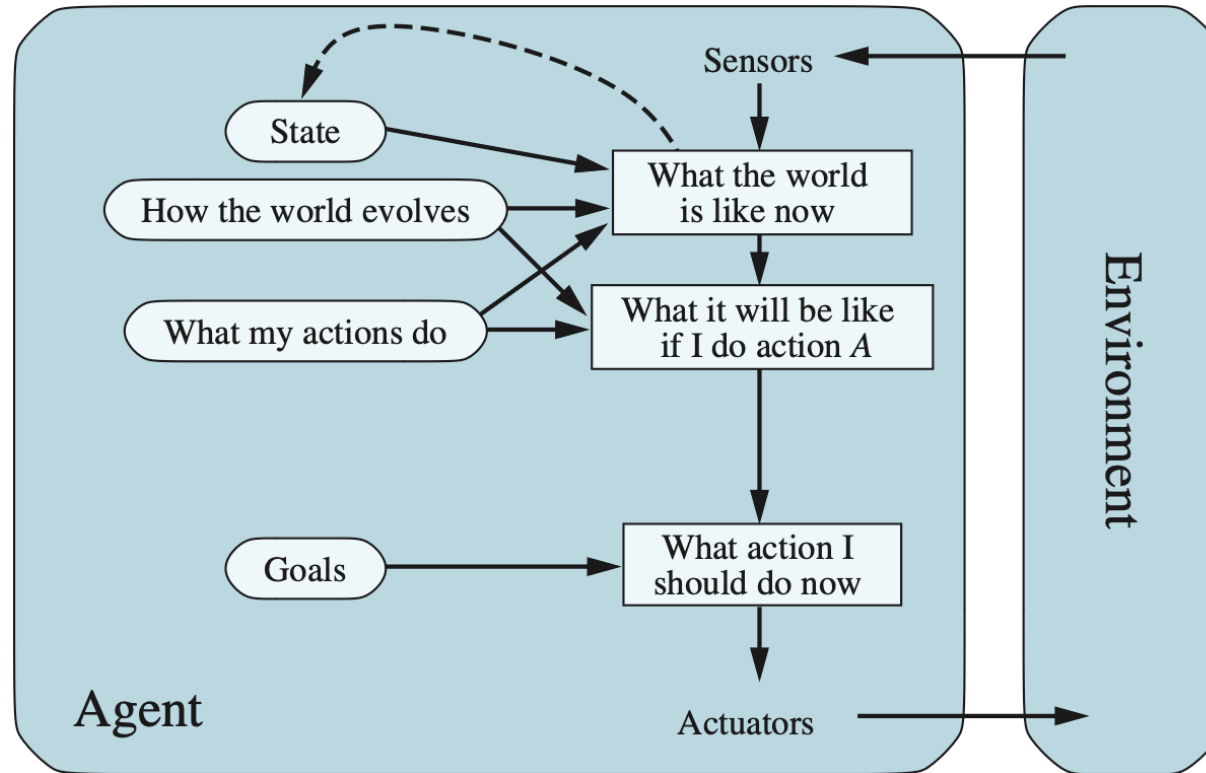 Sensors
State
What the world
is like now
How the world evolves
What it will be like
if I do action A
What my actions do
Environment
What action I
should do now
Goals
Agent
Actuators